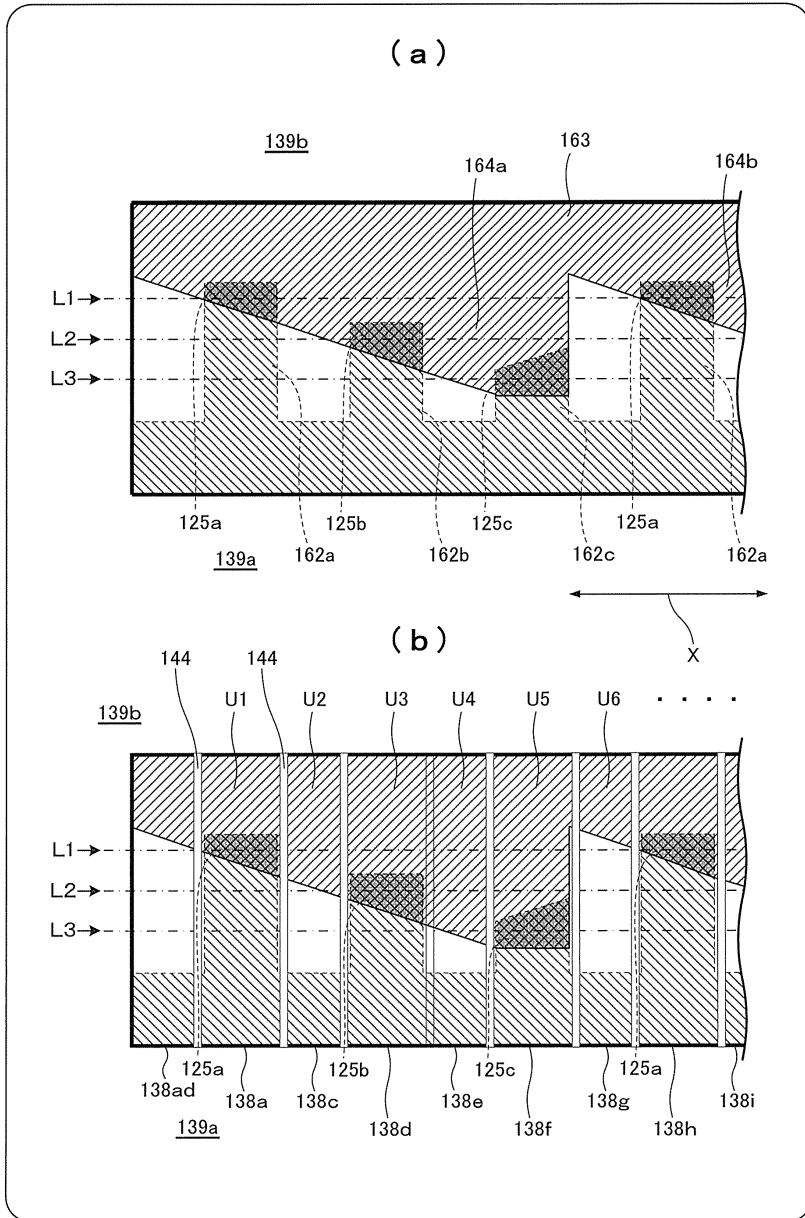 (a)
139b
164a
163
164b
L1
L2
L3
125a
162a
125b
162b
125c
162c
125a
162a
139a
X
(b)
139b
144
U1
144
U2
U3
U4
U5
U6
· · · ·
L1
L2
L3
125a
125b
125c
125a
138ad
138a
138c
138d
138e
138f
138g
138h
138i
139a